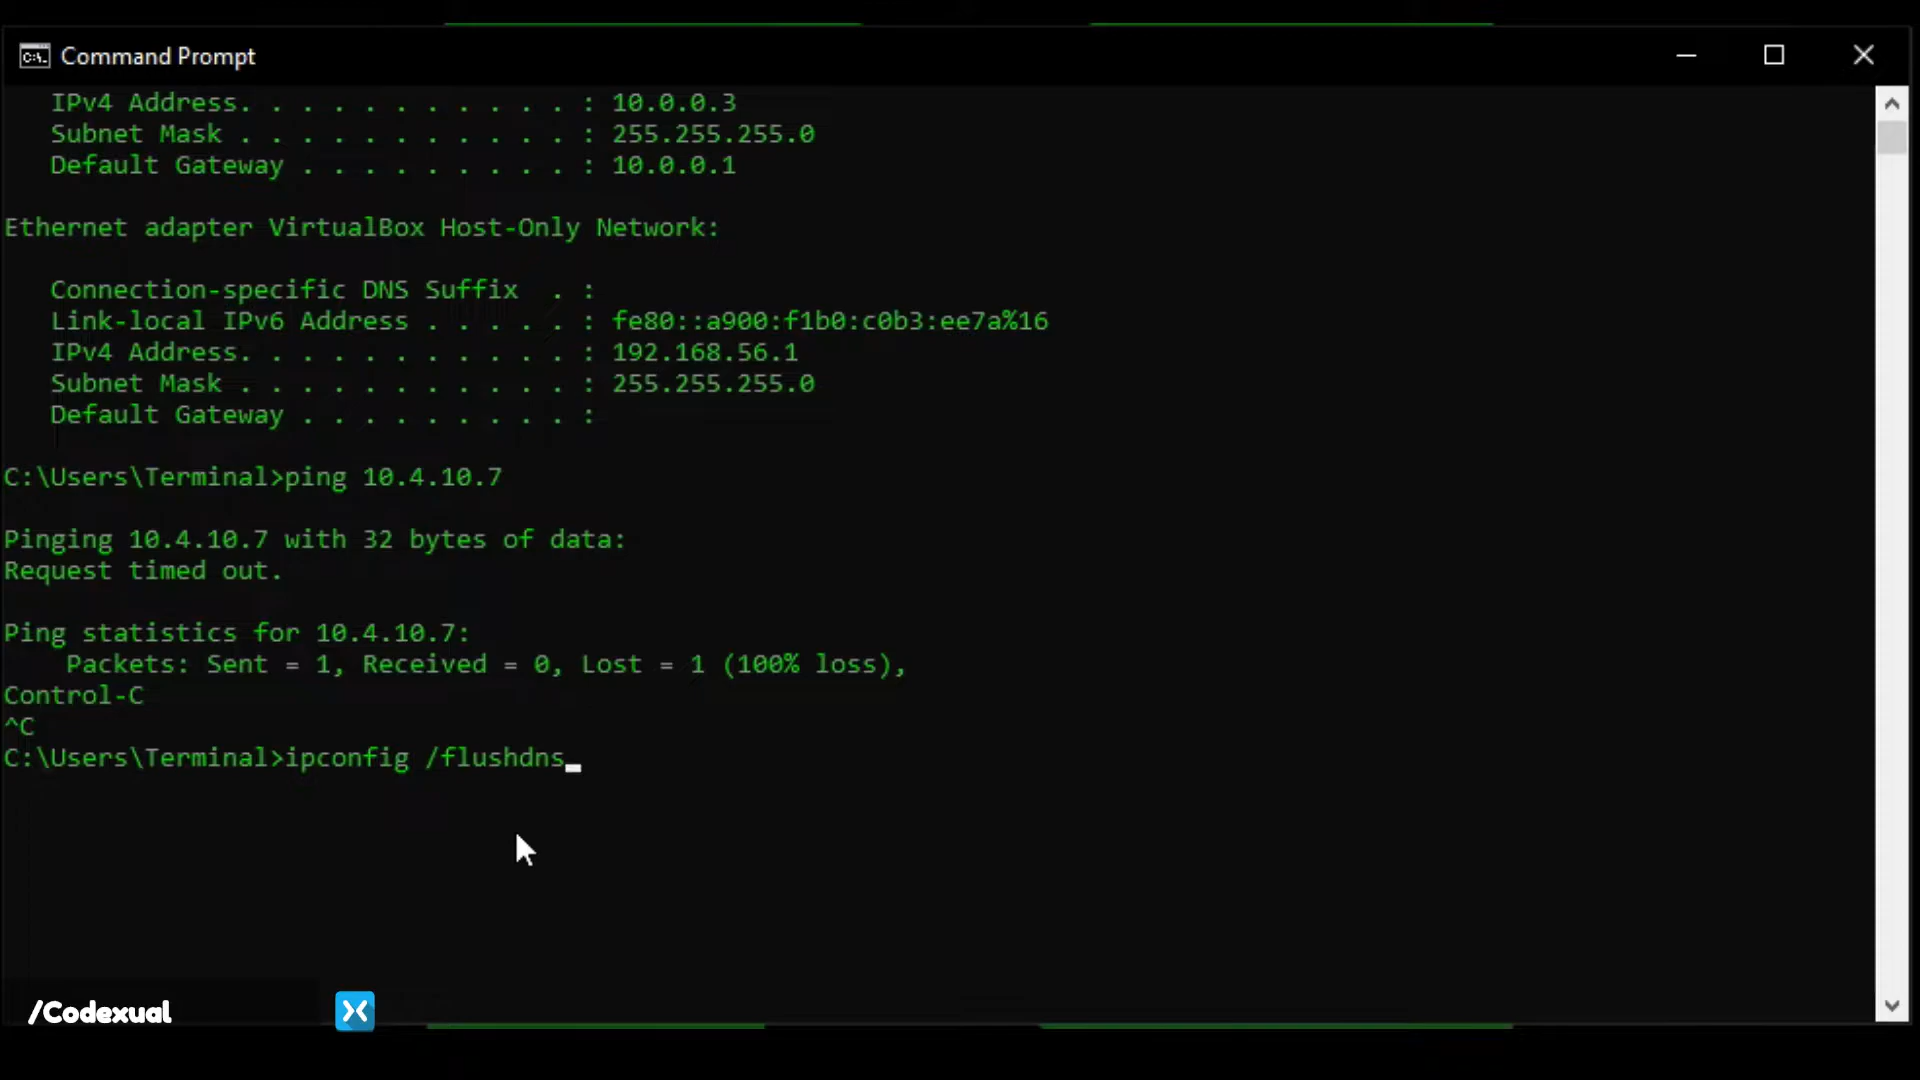 Command Prompt
IPv4 Address. . . . . . . . . . . : 10.0.0.3
Subnet Mask . . . . . . . . . . . : 255.255.255.0
Default Gateway . . . . . . . . . : 10.0.0.1
Ethernet adapter VirtualBox Host-Only Network:
Connection-specific DNS Suffix  . :
Link-local IPv6 Address . . . . . : fe80::a900:f1b0:c0b3:ee7a%16
IPv4 Address. . . . . . . . . . . : 192.168.56.1
Subnet Mask . . . . . . . . . . . : 255.255.255.0
Default Gateway . . . . . . . . . :
C:\Users\Terminal>ping 10.4.10.7
Pinging 10.4.10.7 with 32 bytes of data:
Request timed out.
Ping statistics for 10.4.10.7:
Packets: Sent = 1, Received = 0, Lost = 1 (100% loss),
Control-C
^C
C:\Users\Terminal>ipconfig /flushdns_
/Codexual